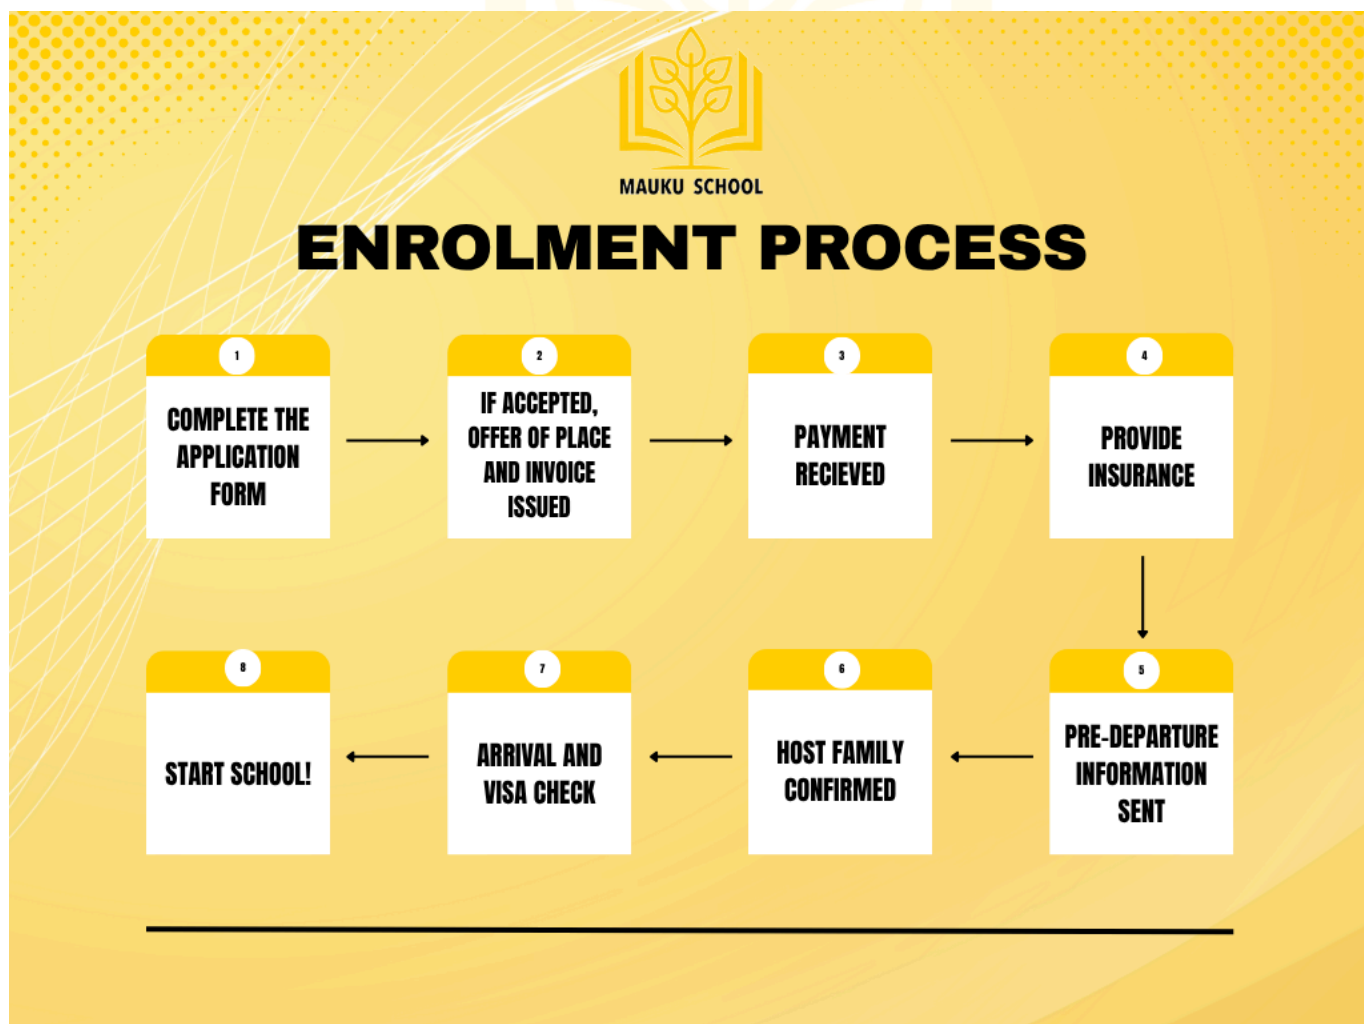 MAUKU SCHOOL
ENROLMENT PROCESS
1
COMPLETE THE
APPLICATION
FORM
2
IF ACCEPTED,
OFFER OF PLACE
AND INVOICE
ISSUED
3
PAYMENT
RECIEVED
4
PROVIDE
INSURANCE
5
PRE-DEPARTURE
INFORMATION
SENT
6
HOST FAMILY
CONFIRMED
7
ARRIVAL AND
VISA CHECK
8
START SCHOOL!